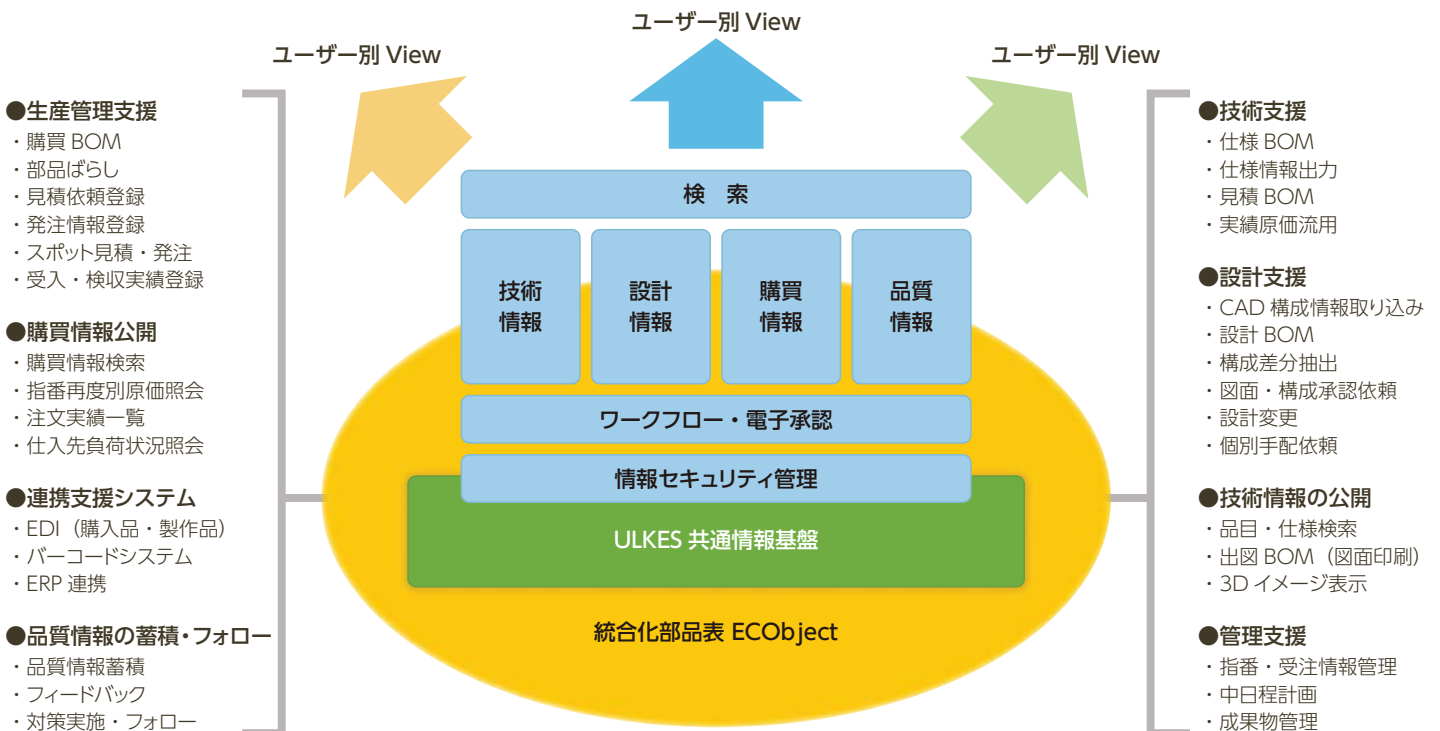 ユーザー別 View
ユーザー別 View
ユーザー別 View
●生産管理支援
・購買 BOM
・部品ばらし
・見積依頼登録
・発注情報登録
・スポット見積・発注
・受入・検収実績登録
●購買情報公開
・購買情報検索
・指番再度別原価照会
・注文実績一覧
・仕入先負荷状況照会
●連携支援システム
・EDI（購入品・製作品）
・バーコードシステム
・ERP 連携
●品質情報の蓄積・フォロー
・品質情報蓄積
・フィードバック
・対策実施・フォロー
検 索
技術
情報
設計
情報
購買
情報
品質
情報
ワークフロー・電子承認
情報セキュリティ管理
ULKES 共通情報基盤
統合化部品表 ECObject
●技術支援
・仕様 BOM
・仕様情報出力
・見積 BOM
・実績原価流用
●設計支援
・CAD 構成情報取り込み
・設計 BOM
・構成差分抽出
・図面・構成承認依頼
・設計変更
・個別手配依頼
●技術情報の公開
・品目・仕様検索
・出図 BOM（図面印刷）
・3D イメージ表示
●管理支援
・指番・受注情報管理
・中日程計画
・成果物管理